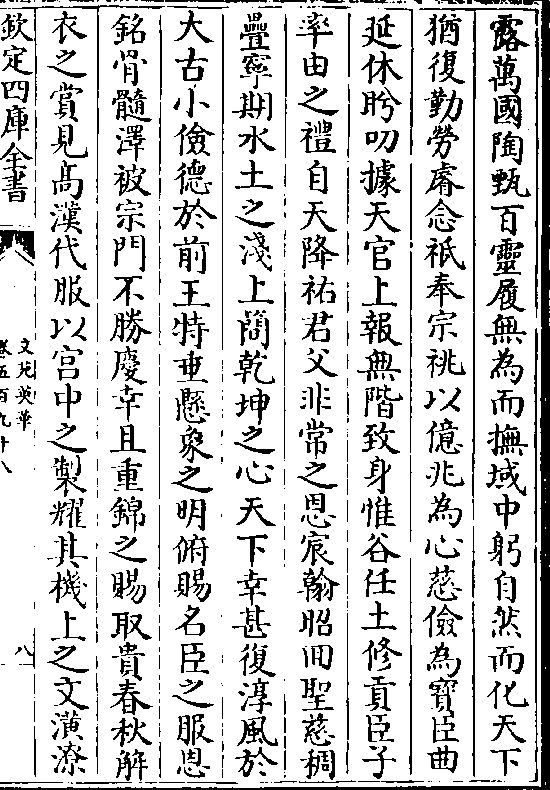 露萬國陶甄百靈履無為而撫域中躬自然而化天下
猶復勤勞睿念祇奉宗祧以億兆為心慈儉為寶臣曲
延休盻叨據天官上報無階致身惟谷任土修貢臣子
率由之禮自天降祐君父非常之恩宸翰昭回聖慈稠
疊寧期水土之淺上簡乾坤之心天下幸甚復淳風於
大古小儉德於前王特垂懸象之明俯賜名臣之服恩
銘骨髓澤被宗門不勝慶幸且重錦之賜取貴春秋解
衣之賞見髙漢代服以宮中之製耀其機上之文潢潦
欽定四庫全書
文苑英華
卷五百九十八
八